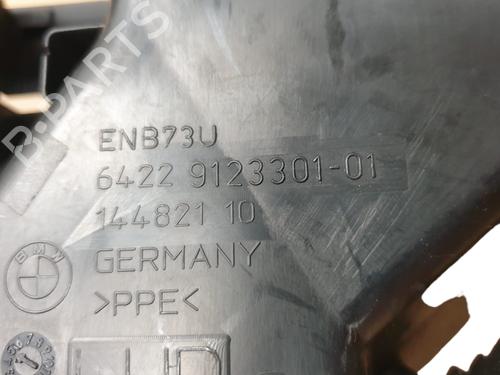 B-PARTS
ENB73U
6422 9123301-01
144821 10
BMW
GERMANY
>PPE<